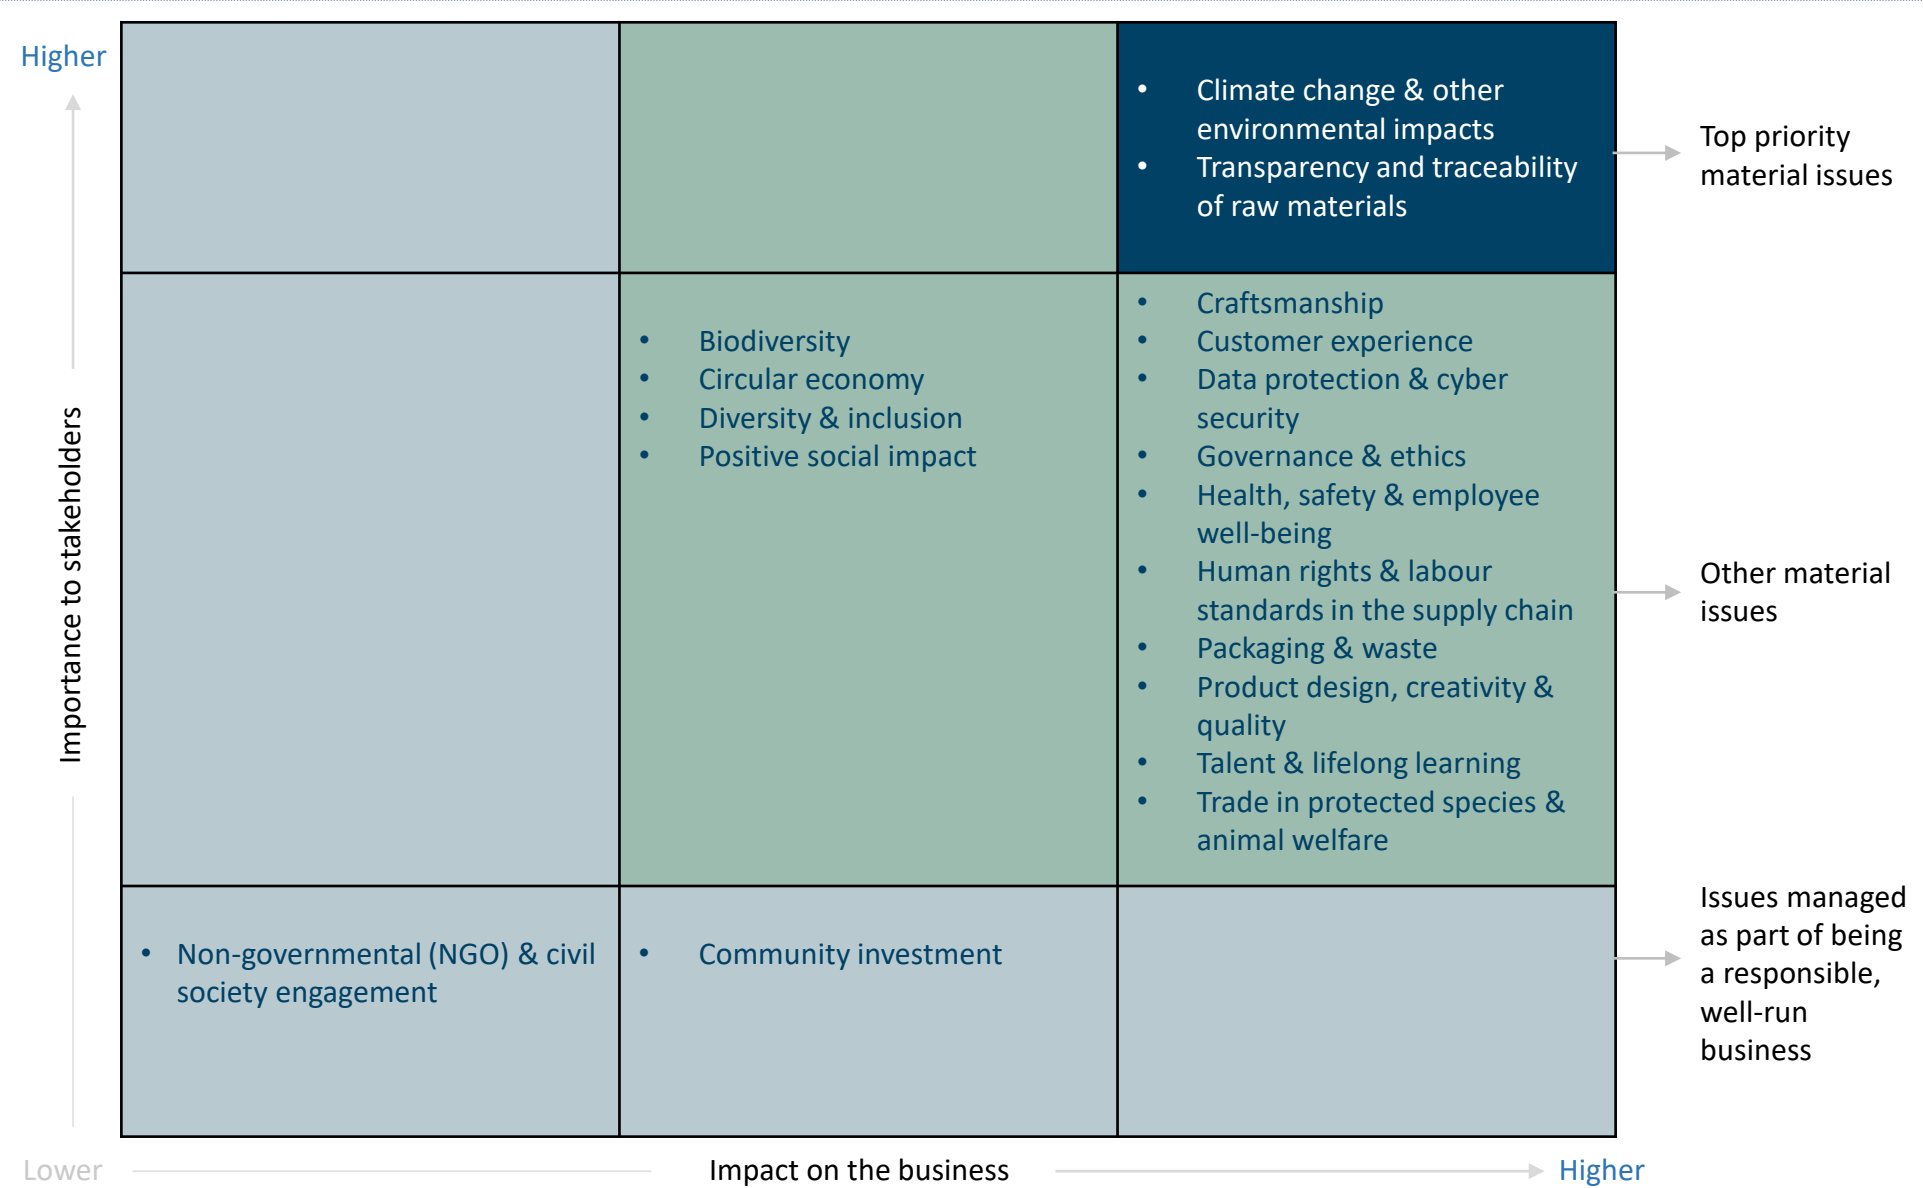 Higher
• Climate change & other
environmental impacts
• Transparency and traceability
of raw materials
Top priority
material issues
Importance to stakeholders
• Biodiversity
• Circular economy
• Diversity & inclusion
• Positive social impact
• Craftsmanship
• Customer experience
• Data protection & cyber
security
• Governance & ethics
• Health, safety & employee
well-being
• Human rights & labour
standards in the supply chain
• Packaging & waste
• Product design, creativity &
quality
• Talent & lifelong learning
• Trade in protected species &
animal welfare
Other material
issues
• Non-governmental (NGO) & civil
society engagement
• Community investment
Issues managed
as part of being
a responsible,
well-run
business
Lower
Impact on the business
Higher